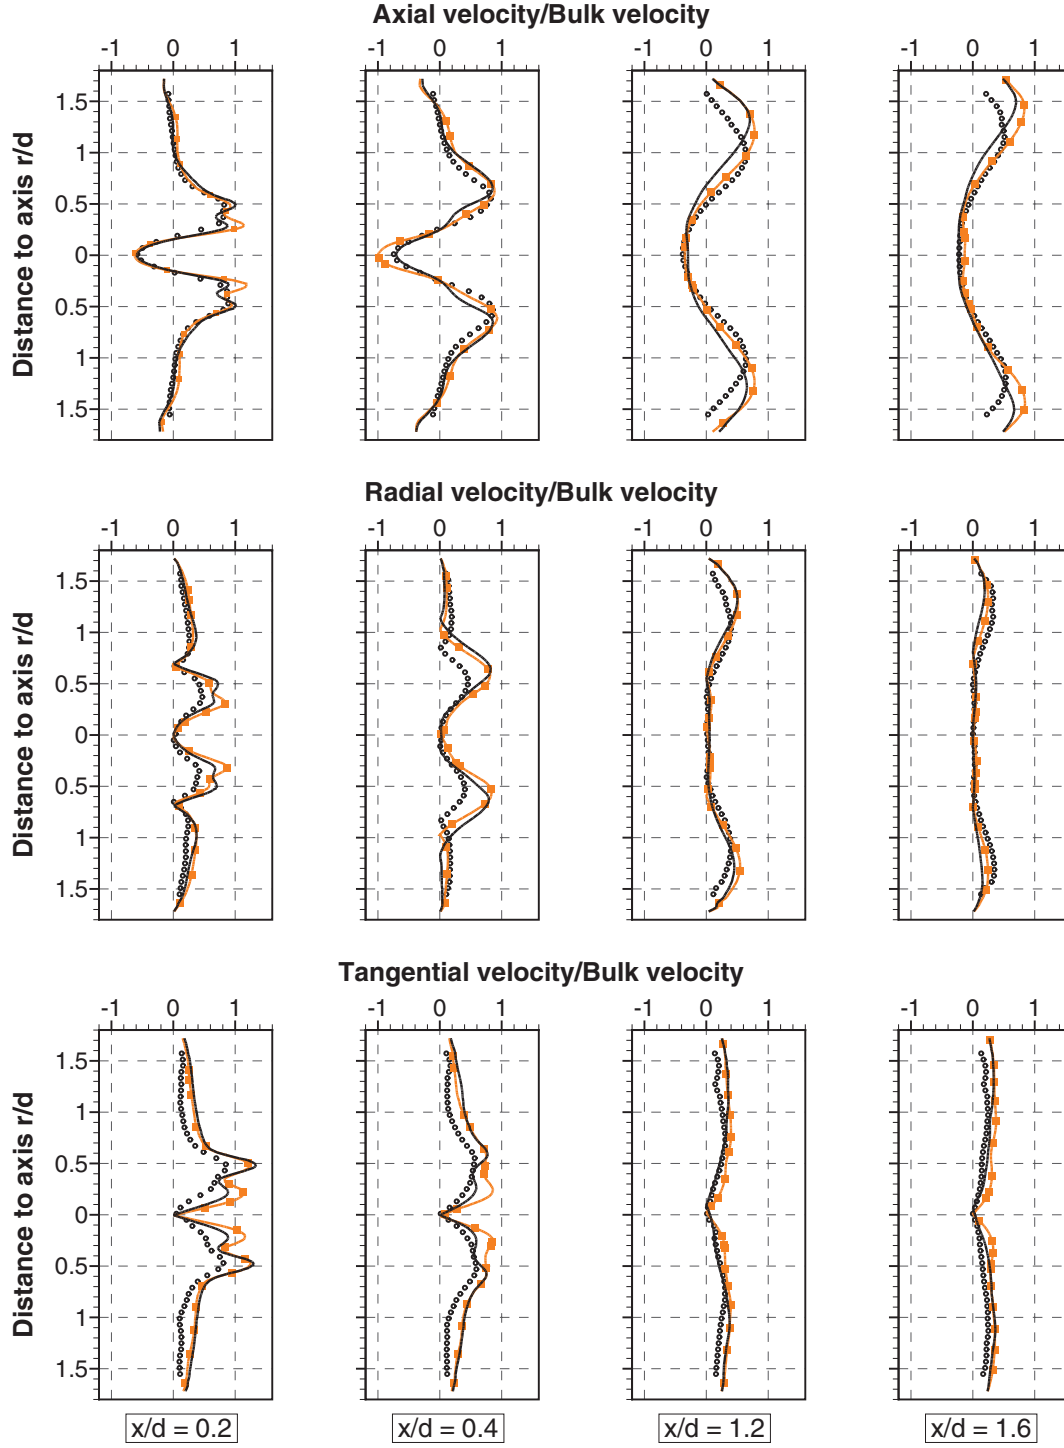 Axial velocity/Bulk velocity
-1 0 1 -1 0 1 -1 0 1 -1 0 1
Distance to axis r/d
1.5
1
0.5
0
0.5
1
1.5
Radial velocity/Bulk velocity
-1 0 1 -1 0 1 -1 0 1 -1 0 1
Distance to axis r/d
1.5
1
0.5
0
0.5
1
1.5
Tangential velocity/Bulk velocity
-1 0 1 -1 0 1 -1 0 1 -1 0 1
Distance to axis r/d
1.5
1
0.5
0
0.5
1
1.5
x/d = 0.2 x/d = 0.4 x/d = 1.2 x/d = 1.6